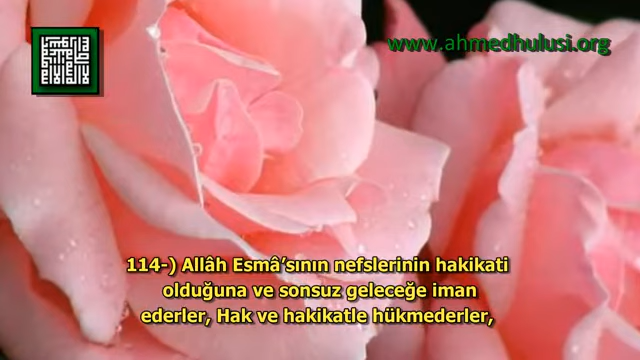 www.ahmedhulusi.org
114-) Allâh Esmâ’sının nefslerinin hakikati
olduğuna ve sonsuz geleceğe iman
ederler, Hak ve hakikatle hükmederler,